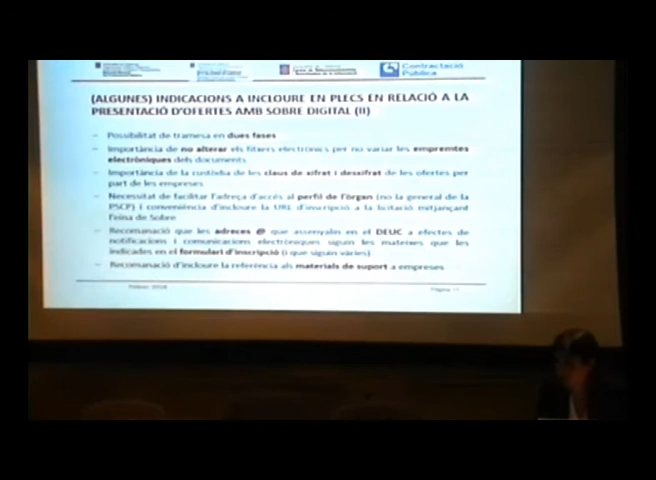 Contractació
Pública
(ALGUNES) INDICACIONS A INCLOURE EN PLECS EN RELACIÓ A LA
PRESENTACIÓ D'OFERTES AMB SOBRE DIGITAL (II)
– Possibilitat de tramesa en dues fases
– Importància de no alterar els fitxers electrònics per no variar les empremtes
electròniques dels documents
– Importància de la custòdia de les claus de xifrat i desxifrat de les ofertes per
part de les empreses
– Necessitat de facilitar l'adreça d'accés al perfil de l'òrgan (no la general de la
PSCP) i conveniència d'incloure la URL d'inscripció a la licitació mitjançant
l'eina de Sobre
– Recomanació que les adreces @ que assenyalin en el DEUC a efectes de
notificacions i comunicacions electròniques siguin les mateixes que les
indicades en el formulari d'inscripció (i que siguin vàries)
– Recomanació d'incloure la referència als materials de suport a empreses
Febrer 2018
Pàgina 11